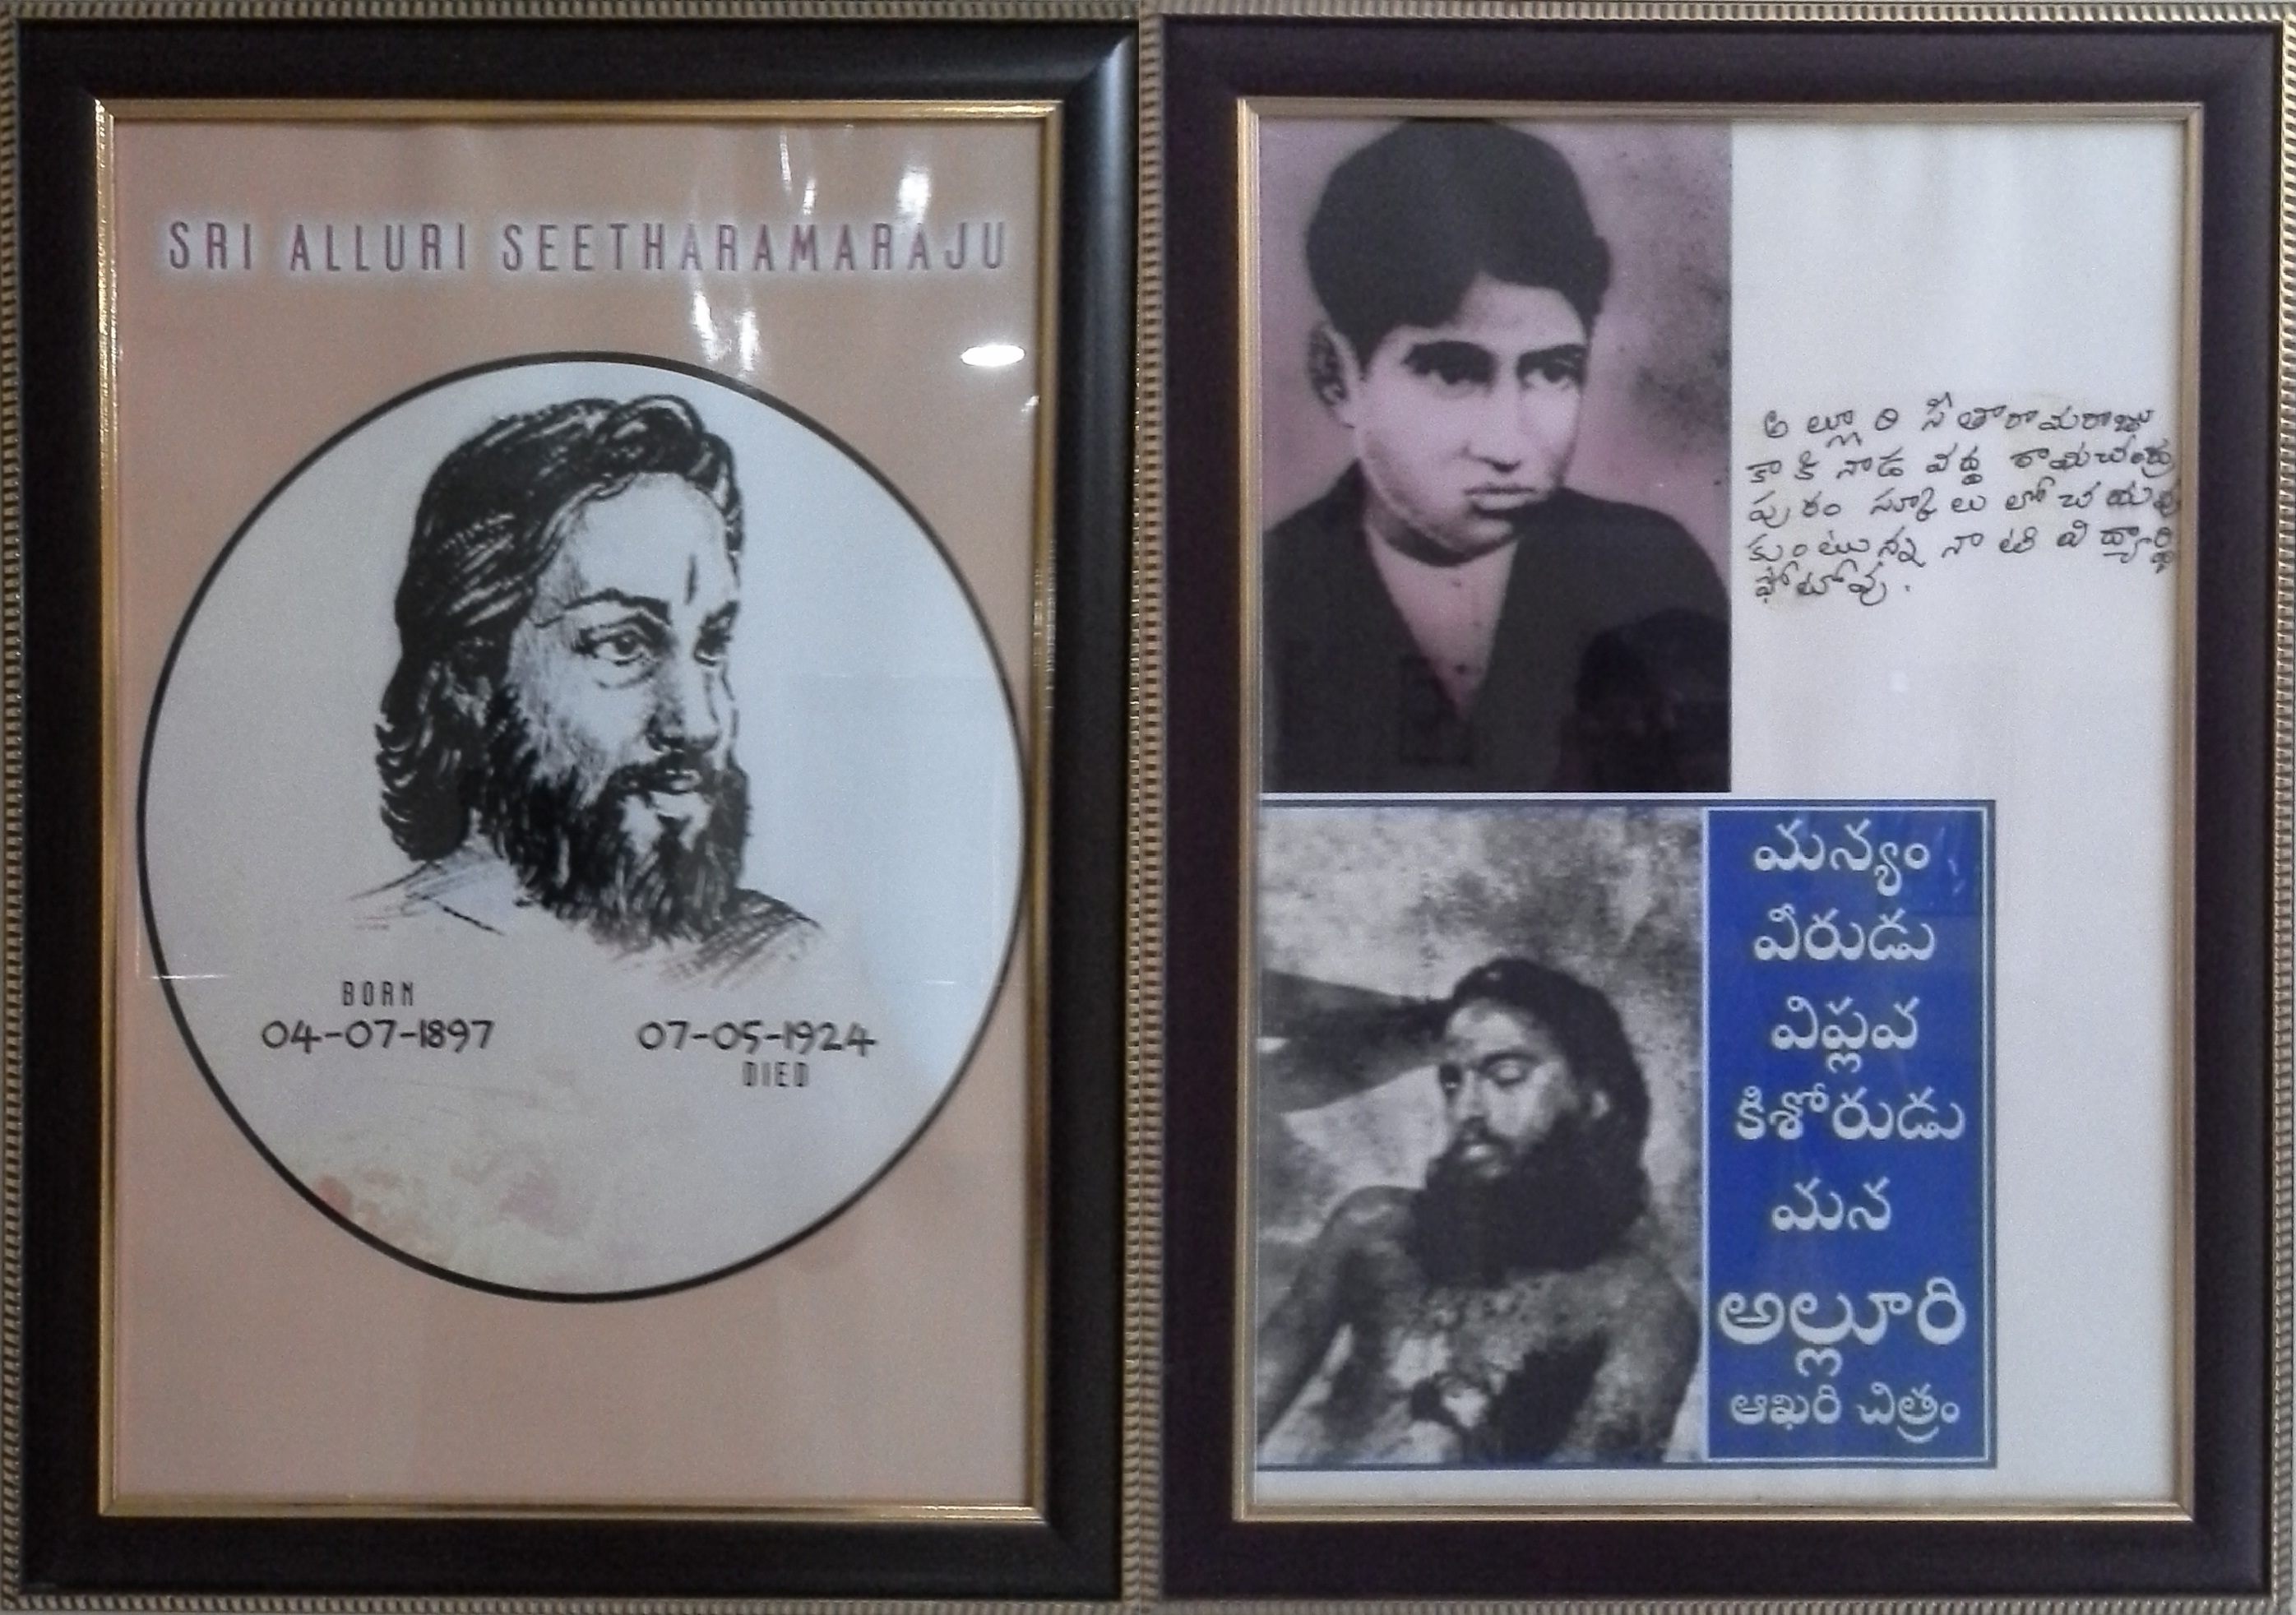 SRI ALLURI SEETHARAMARAJU
BORN
04-07-1897
07-05-1924
DIED
అల్లూరి సీతారామరాజు
కాకినాడ వద్ద రామచంద్ర
పురం స్కూలులో చదువు
కుంటున్న నాటి విద్యార్థి
ఫోటోవు.
మన్యం
వీరుడు
విప్లవ
కిశోరుడు
మన
అల్లూరి
ఆఖరి చిత్రం